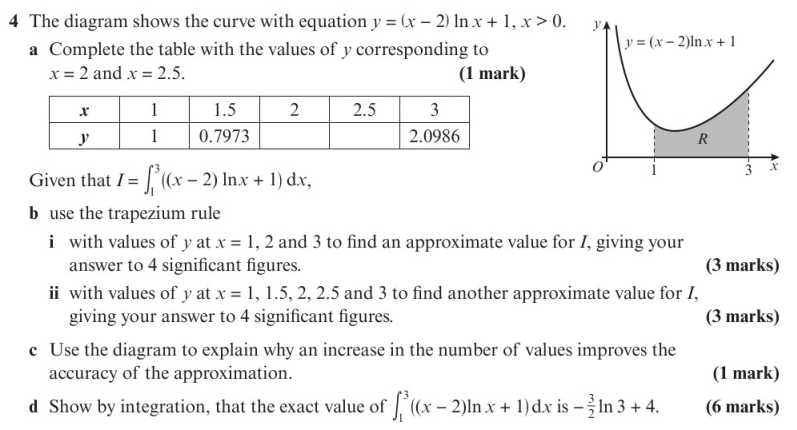 4 The diagram shows the curve with equation y = (x − 2) ln x + 1, x > 0.
a Complete the table with the values of y corresponding to
x = 2 and x = 2.5. (1 mark)
x 1 1.5 2 2.5 3
y 1 0.7973 2.0986
y
y = (x − 2)ln x + 1
R
O 1 3 x
Given that I = ∫₁³ ((x − 2) ln x + 1) dx,
b use the trapezium rule
i with values of y at x = 1, 2 and 3 to find an approximate value for I, giving your
answer to 4 significant figures. (3 marks)
ii with values of y at x = 1, 1.5, 2, 2.5 and 3 to find another approximate value for I,
giving your answer to 4 significant figures. (3 marks)
c Use the diagram to explain why an increase in the number of values improves the
accuracy of the approximation. (1 mark)
d Show by integration, that the exact value of ∫₁³ ((x − 2)ln x + 1) dx is −3/2 ln 3 + 4. (6 marks)